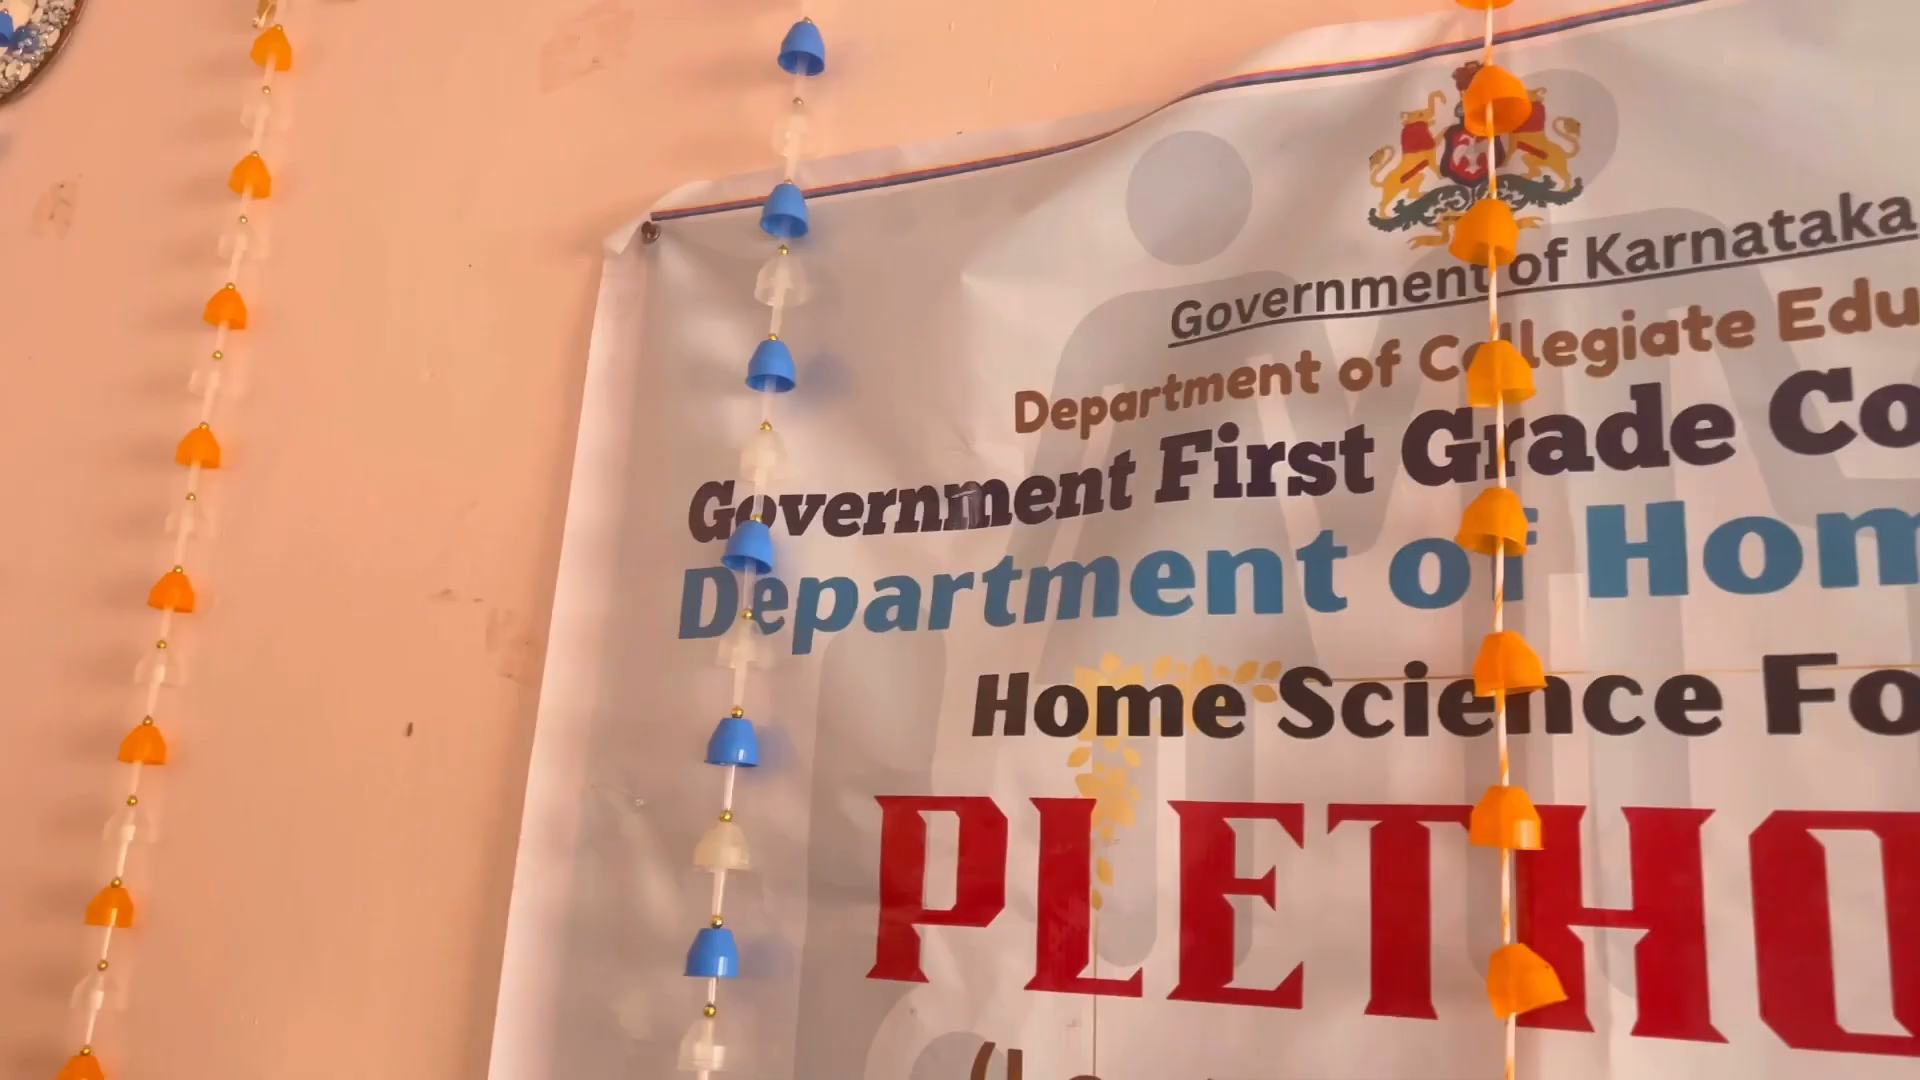 Government of Karnataka
Department of Collegiate Edu
Government First Grade Co
Department of Hom
Home Science Fo
PLETHO